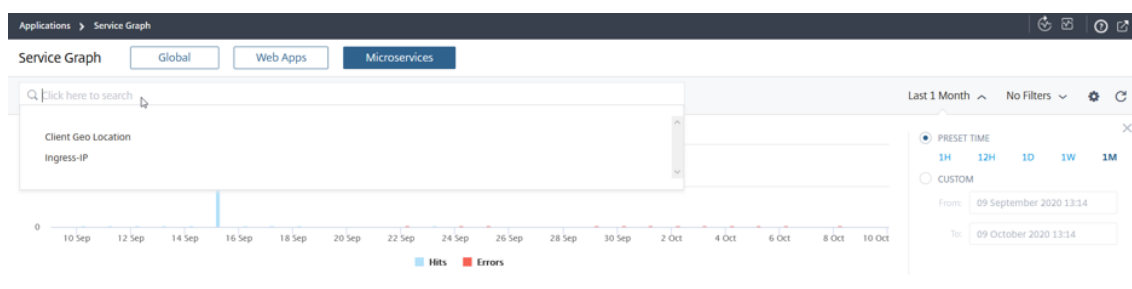 Applications > Service Graph
Service Graph Global Web Apps Microservices
Click here to search Last 1 Month No Filters
Client Geo Location
Ingress-IP
PRESET TIME
1H 12H 1D 1W 1M
CUSTOM
From: 09 September 2020 13:14
To: 09 October 2020 13:14
0
10 Sep 12 Sep 14 Sep 16 Sep 18 Sep 20 Sep 22 Sep 24 Sep 26 Sep 28 Sep 30 Sep 2 Oct 4 Oct 6 Oct 8 Oct 10 Oct
Hits Errors